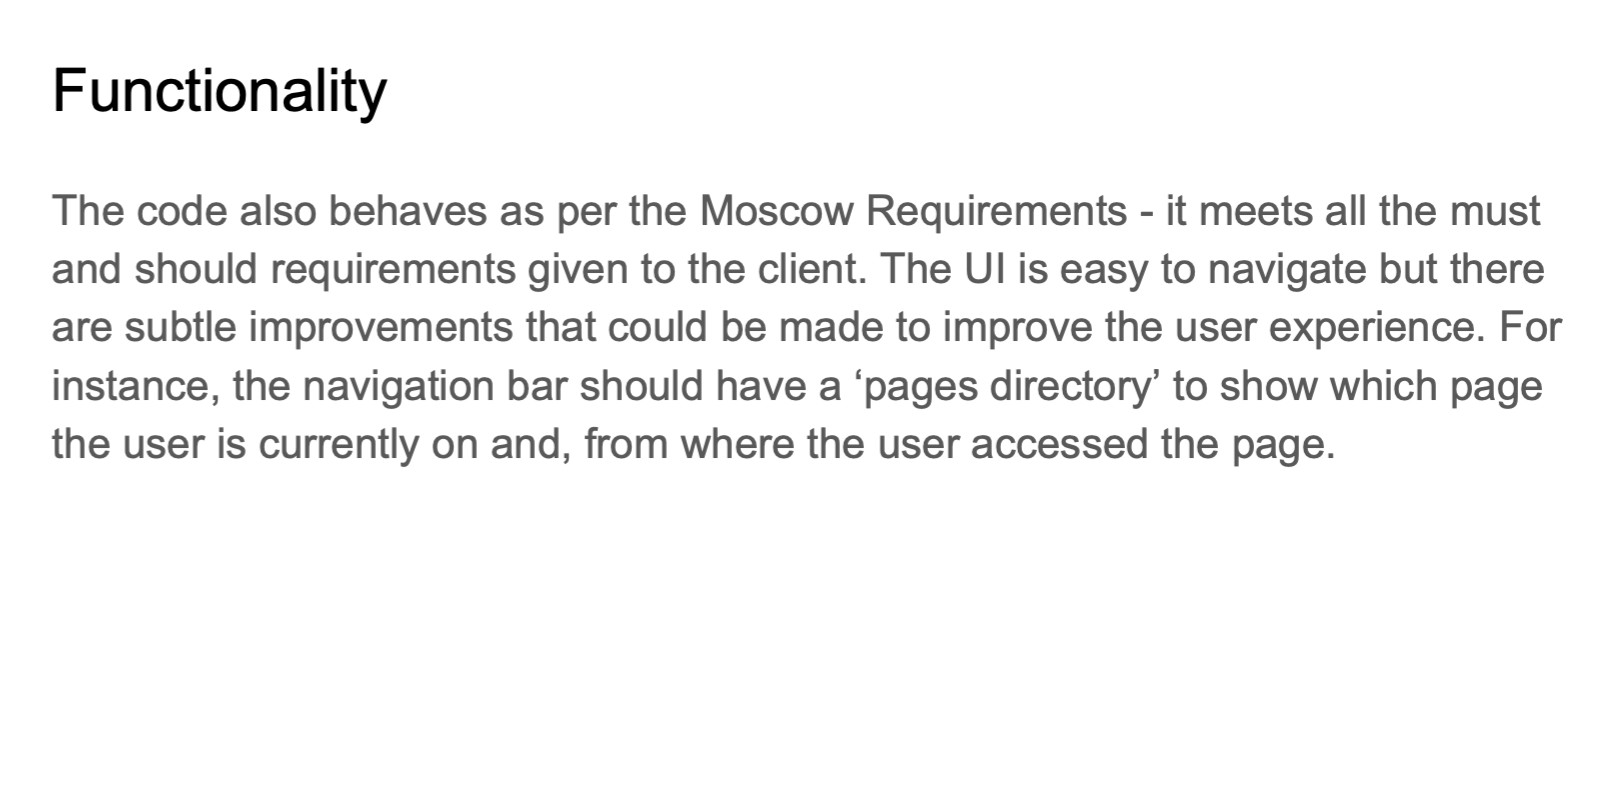 Functionality
The code also behaves as per the Moscow Requirements - it meets all the must
and should requirements given to the client. The UI is easy to navigate but there
are subtle improvements that could be made to improve the user experience. For
instance, the navigation bar should have a ‘pages directory’ to show which page
the user is currently on and, from where the user accessed the page.